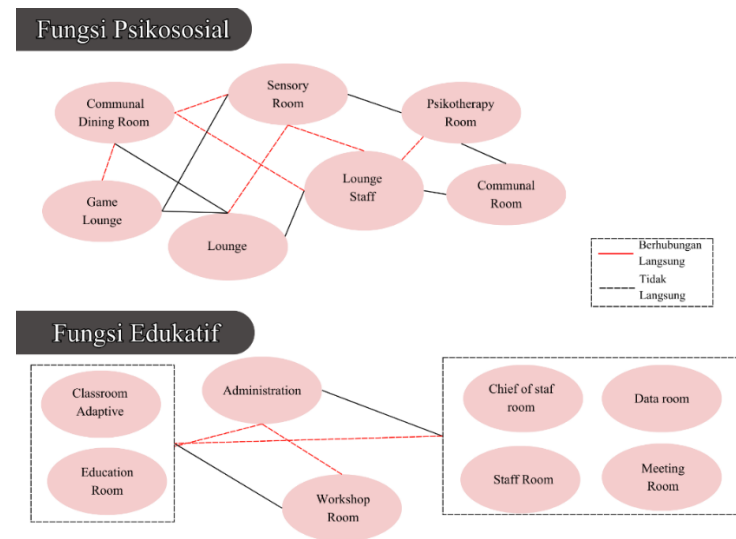 Fungsi Psikososial
Communal
Dining Room
Sensory
Room
Psikotherapy
Room
Game
Lounge
Lounge
Lounge
Staff
Communal
Room
Berhubungan
Langsung
Tidak
Langsung
Fungsi Edukatif
Classroom
Adaptive
Education
Room
Administration
Workshop
Room
Chief of staf
room
Data room
Staff Room
Meeting
Room